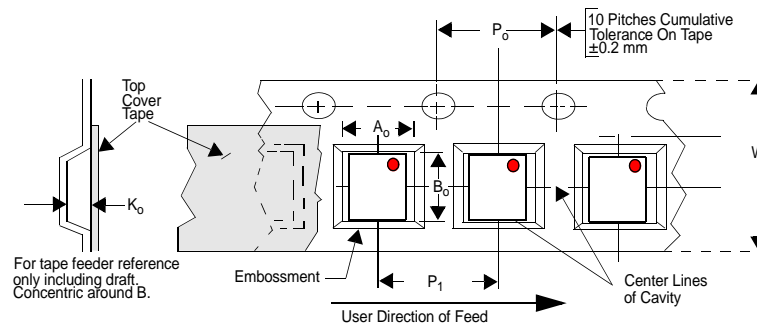 10 Pitches Cumulative
Tolerance On Tape
±0.2 mm
Po
Top
Cover
Tape
Ao
W
Bo
Ko
For tape feeder reference
only including draft.
Concentric around B.
Embossment
P1
Center Lines
of Cavity
User Direction of Feed